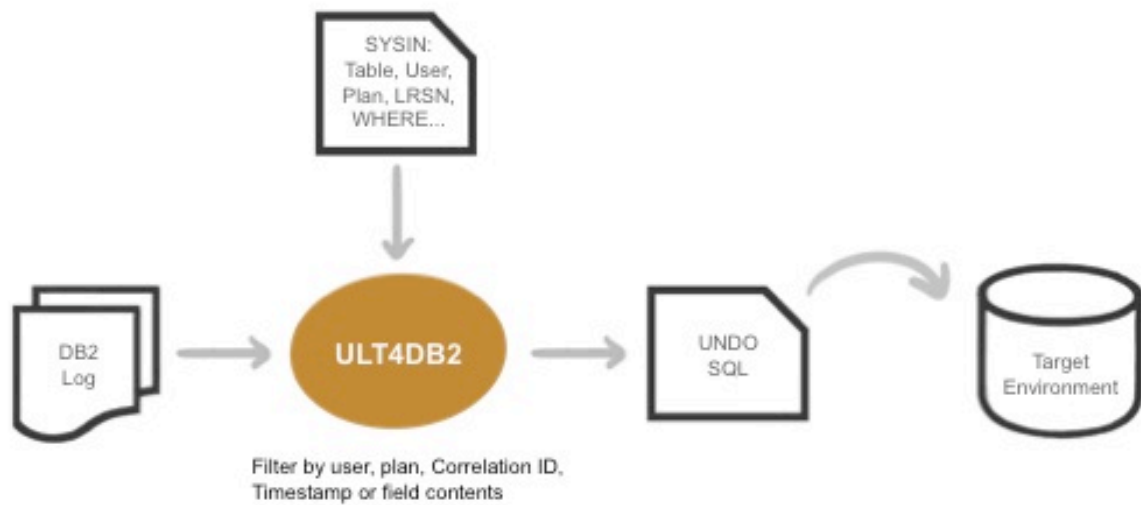 SYSIN:
Table, User,
Plan, LRSN,
WHERE...
DB2
Log
ULT4DB2
UNDO
SQL
Target
Environment
Filter by user, plan, Correlation ID,
Timestamp or field contents